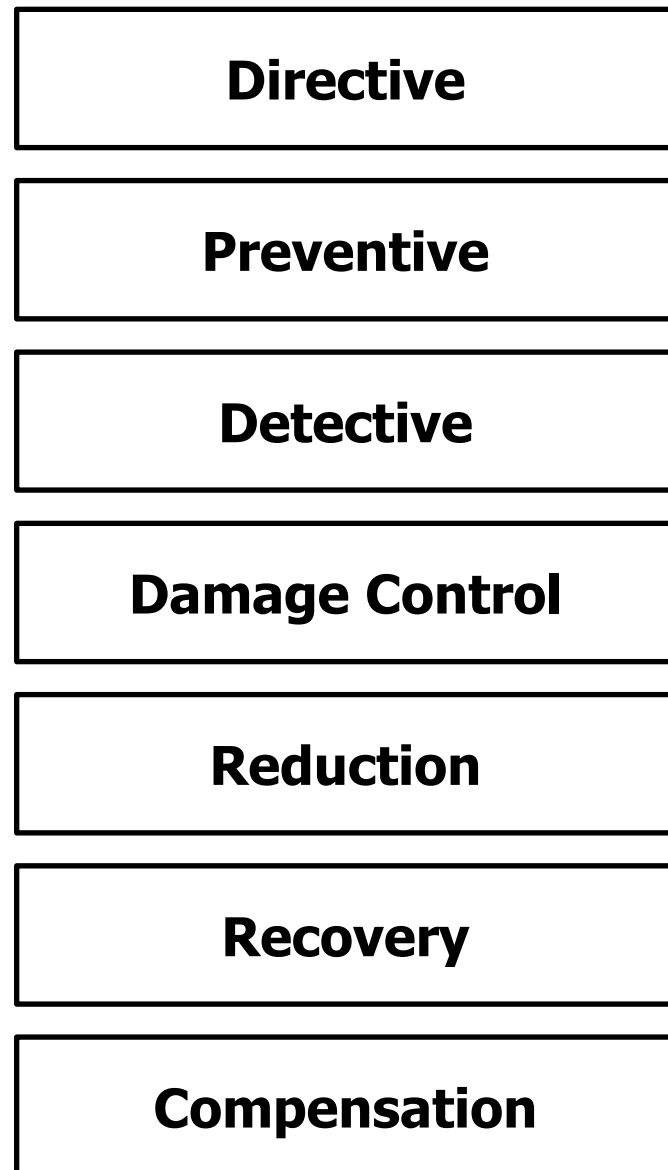 Directive
Preventive
Detective
Damage Control
Reduction
Recovery
Compensation